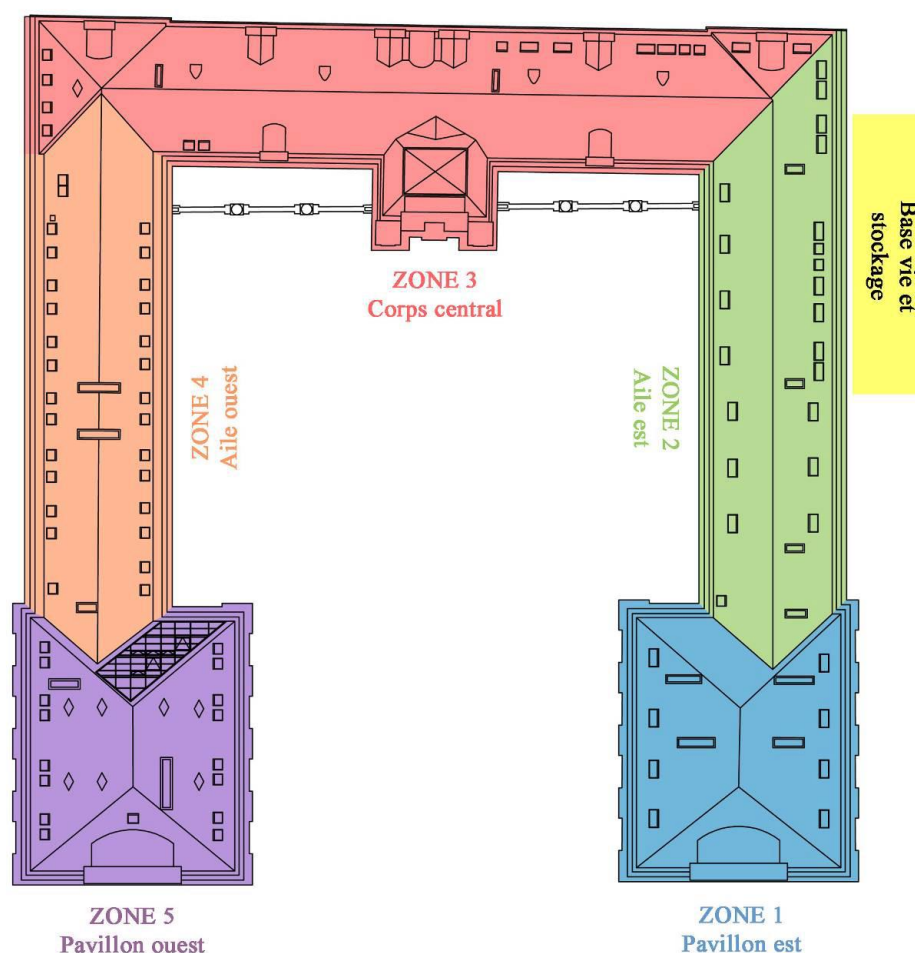 Base vie et
stockage
ZONE 3
Corps central
ZONE 4
Aile ouest
ZONE 2
Aile est
ZONE 5
Pavillon ouest
ZONE 1
Pavillon est